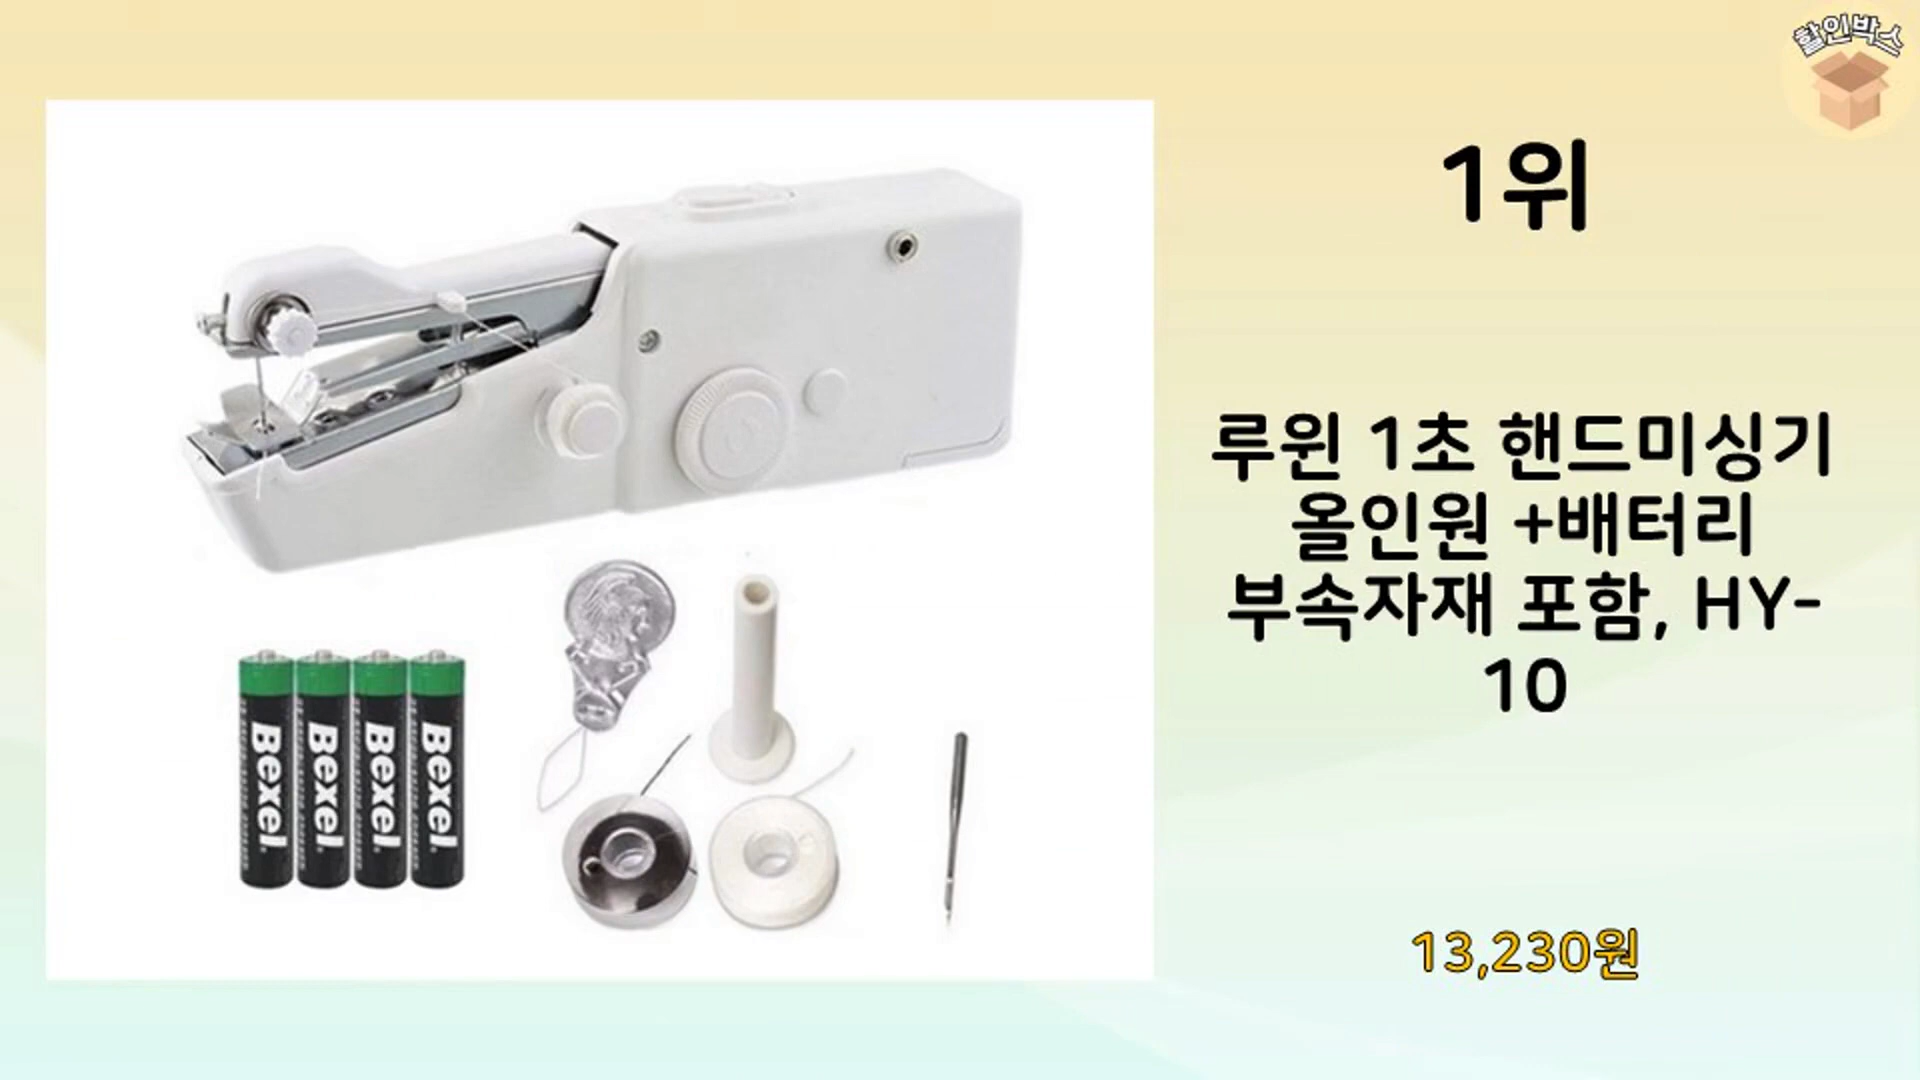 할인박스
1위
루윈 1초 핸드미싱기
올인원 +배터리
부속자재 포함, HY-
10
Bexel
Bexel
Bexel
Bexel
13,230원